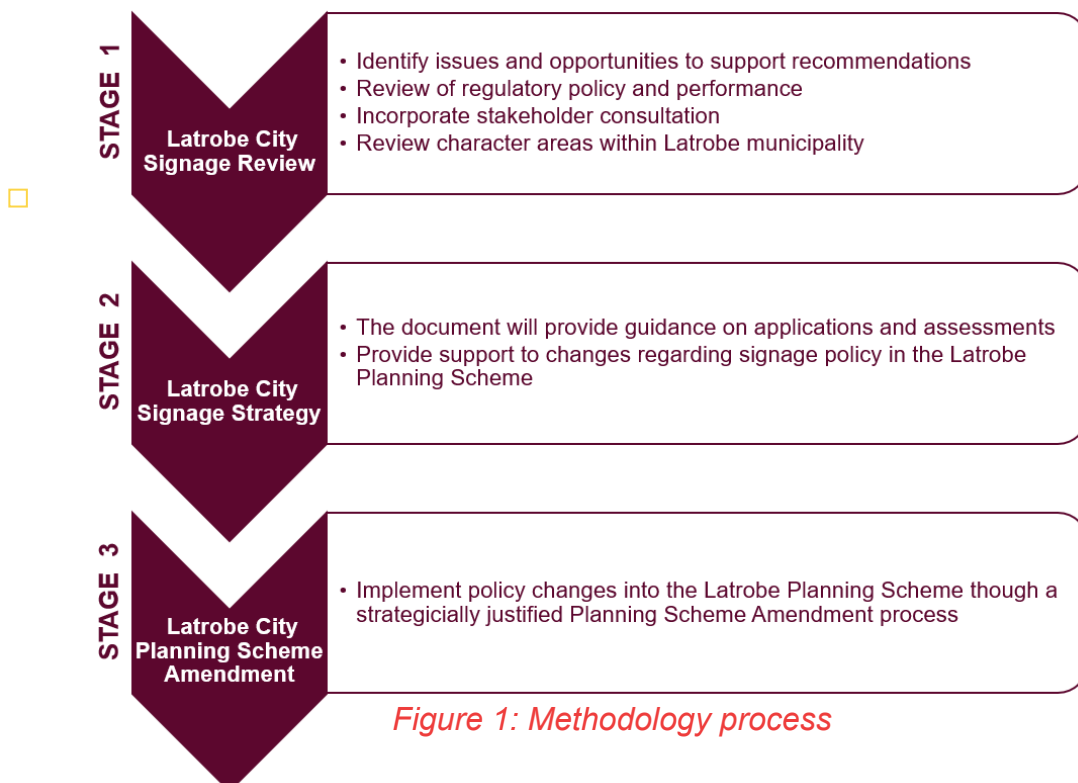 STAGE 1
Latrobe City
Signage Review
• Identify issues and opportunities to support recommendations
• Review of regulatory policy and performance
• Incorporate stakeholder consultation
• Review character areas within Latrobe municipality
STAGE 2
Latrobe City
Signage Strategy
• The document will provide guidance on applications and assessments
• Provide support to changes regarding signage policy in the Latrobe
Planning Scheme
STAGE 3
Latrobe City
Planning Scheme
Amendment
• Implement policy changes into the Latrobe Planning Scheme though a
strategicially justified Planning Scheme Amendment process
Figure 1: Methodology process